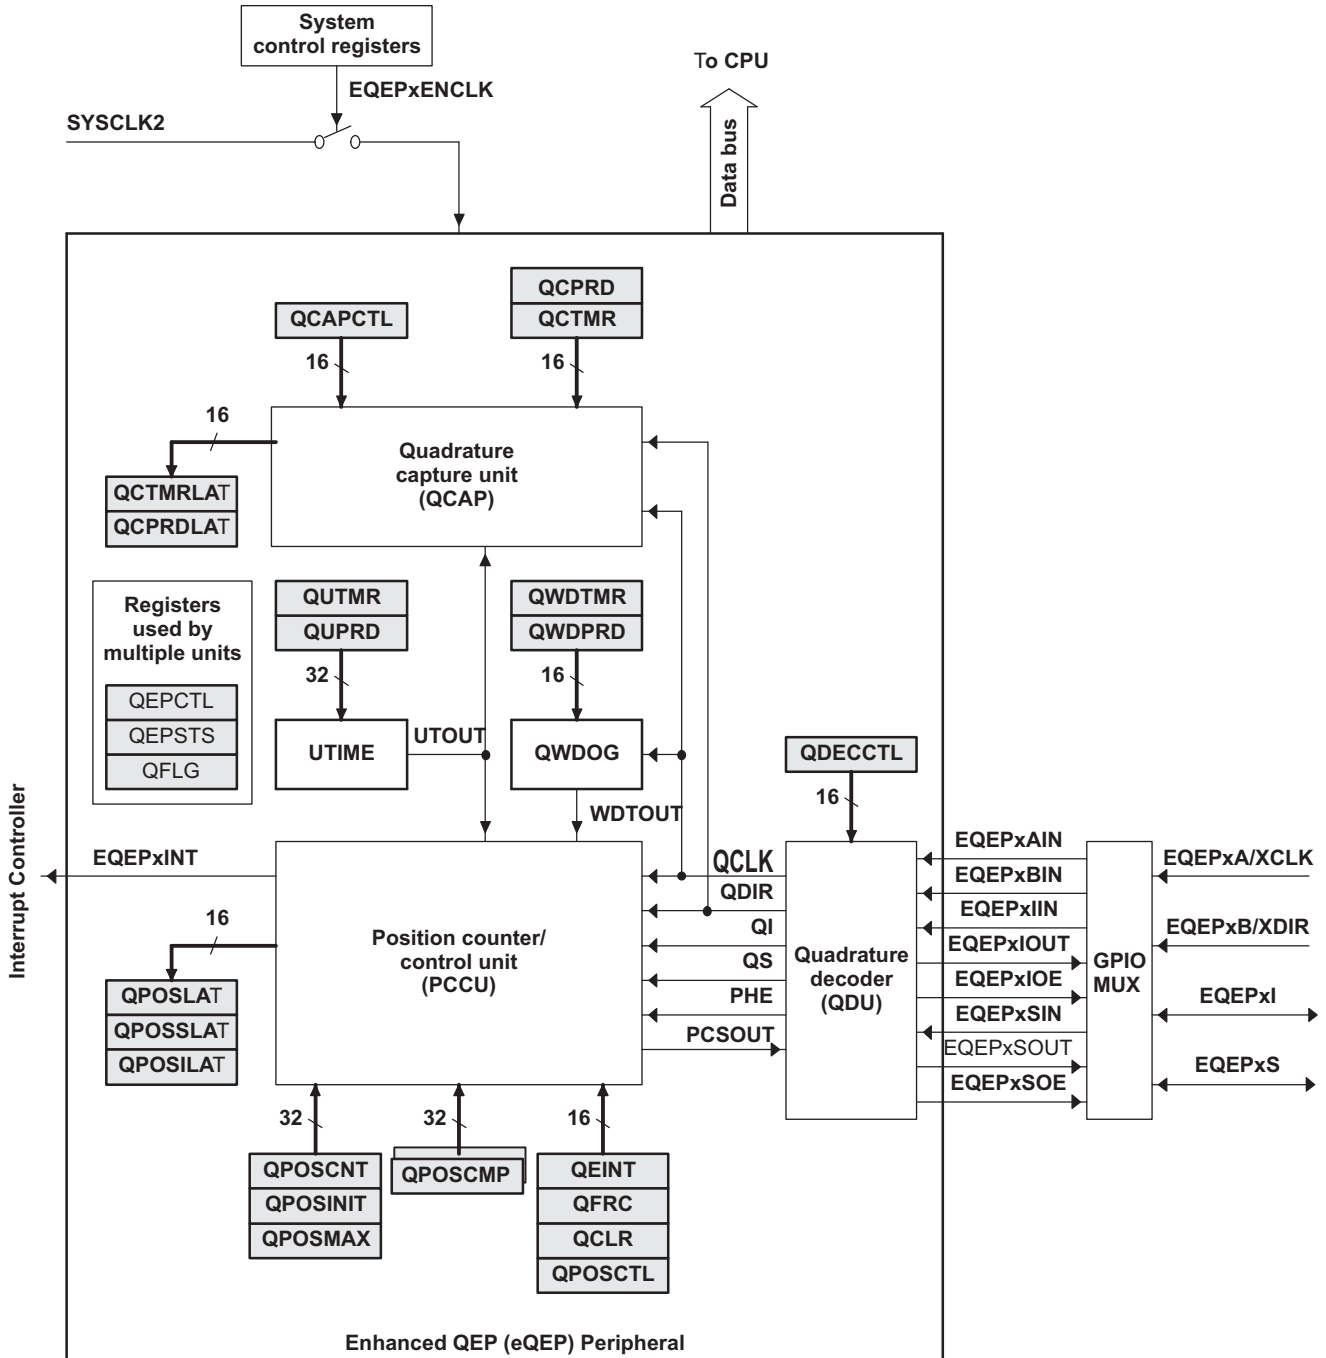 System
control registers
To CPU
EQEPxENCLK
SYSCLK2
Data bus
QCPRD
QCAPCTL
QCTMR
16
16
16
Quadrature
capture unit
(QCAP)
QCTMRLAT
QCPRDLAT
Registers
used by
multiple units
QEPCTL
QEPSTS
QFLG
QUTMR
QUPRD
QWDTMR
QWDPRD
32
16
UTIME
UTOUT
QWDOG
QDECCTL
WDTOUT
16
Interrupt Controller
EQEPxINT
16
Position counter/
control unit
(PCCU)
QCLK
QDIR
QI
QS
PHE
PCSOUT
Quadrature
decoder
(QDU)
EQEPxAIN
EQEPxBIN
EQEPxIIN
EQEPxIOUT
EQEPxIOE
EQEPxSIN
EQEPxSOUT
EQEPxSOE
GPIO
MUX
EQEPxA/XCLK
EQEPxB/XDIR
EQEPxI
EQEPxS
QPOSLAT
QPOSSLAT
QPOSILAT
32
32
16
QPOSCNT
QPOSINIT
QPOSMAX
QPOSCMP
QEINT
QFRC
QCLR
QPOSCTL
Enhanced QEP (eQEP) Peripheral